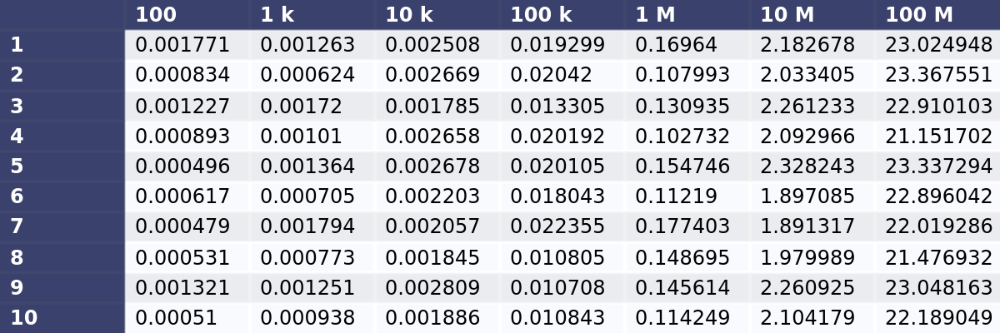 100 1 k 10 k 100 k 1 M 10 M 100 M
1 0.001771 0.001263 0.002508 0.019299 0.16964 2.182678 23.024948
2 0.000834 0.000624 0.002669 0.02042 0.107993 2.033405 23.367551
3 0.001227 0.00172 0.001785 0.013305 0.130935 2.261233 22.910103
4 0.000893 0.00101 0.002658 0.020192 0.102732 2.092966 21.151702
5 0.000496 0.001364 0.002678 0.020105 0.154746 2.328243 23.337294
6 0.000617 0.000705 0.002203 0.018043 0.11219 1.897085 22.896042
7 0.000479 0.001794 0.002057 0.022355 0.177403 1.891317 22.019286
8 0.000531 0.000773 0.001845 0.010805 0.148695 1.979989 21.476932
9 0.001321 0.001251 0.002809 0.010708 0.145614 2.260925 23.048163
10 0.00051 0.000938 0.001886 0.010843 0.114249 2.104179 22.189049